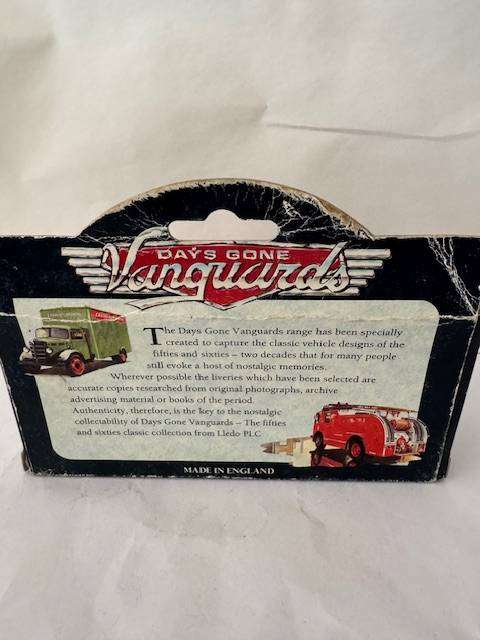 DAYS GONE
Vanguards
The Days Gone Vanguards range has been specially
created to capture the classic vehicle designs of the
fifties and sixties – two decades that for many people
still evoke a host of nostalgic memories.
Wherever possible the liveries which have been selected are
accurate copies researched from original photographs, archive
advertising material or books of the period.
Authenticity, therefore, is the key to the nostalgic
collectability of Days Gone Vanguards – The fifties
and sixties classic collection from Lledo PLC
MADE IN ENGLAND